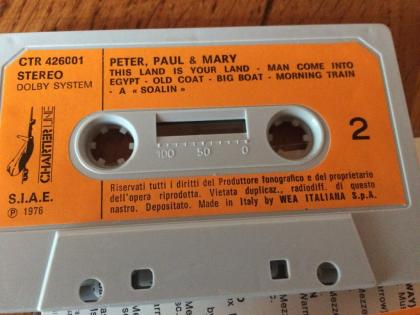 CTR 426001
STEREO
DOLBY SYSTEM
CHARTER LINE
S.I.A.E.
Ⓟ 1976
PETER, PAUL & MARY
THIS LAND IS YOUR LAND - MAN COME INTO
EGYPT - OLD COAT - BIG BOAT - MORNING TRAIN
- A « SOALIN »
100 50 0
2
Riservati tutti i diritti del Produttore fonografico e del proprietario
dell'opera riprodotta. Vietata duplicaz., radiodiff. di questo
nastro. Depositato. Made in Italy by WEA ITALIANA S.p.A.